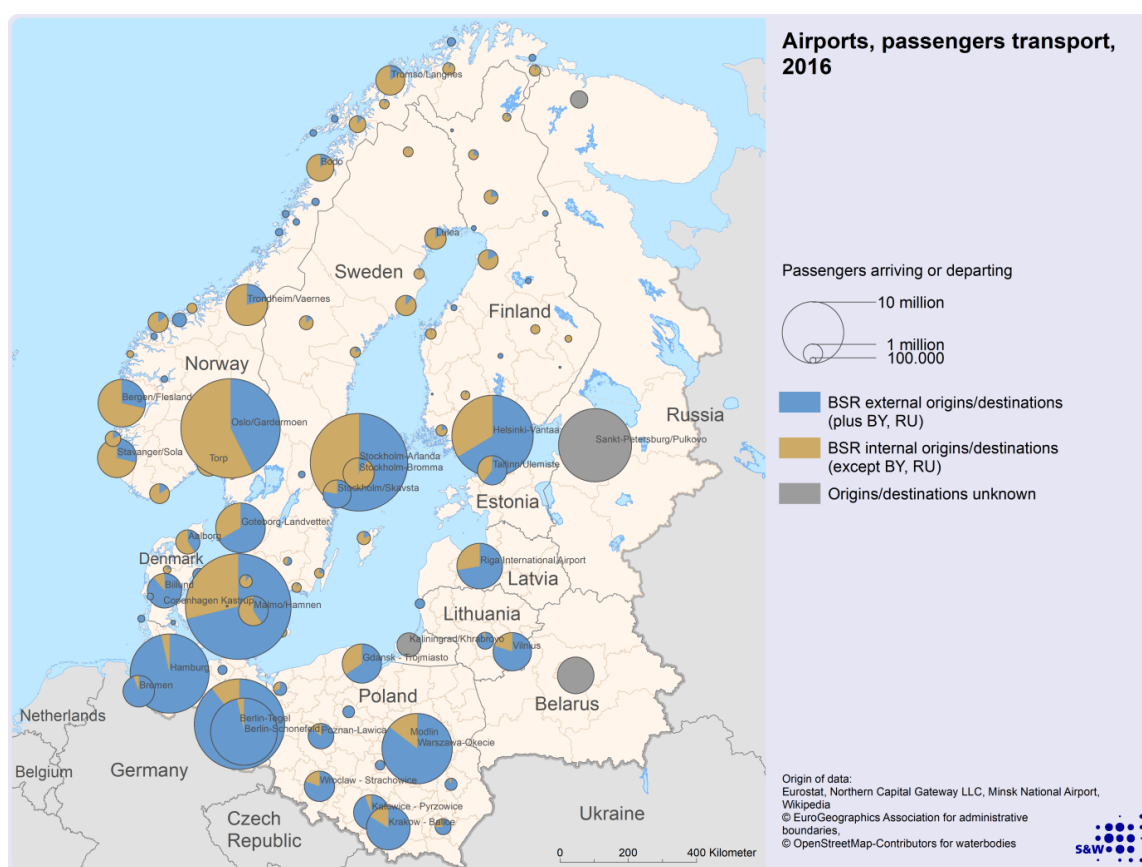 Airports, passengers transport,
2016
Passengers arriving or departing
10 million
1 million
100.000
BSR external origins/destinations
(plus BY, RU)
BSR internal origins/destinations
(except BY, RU)
Origins/destinations unknown
Origin of data:
Eurostat, Northern Capital Gateway LLC, Minsk National Airport,
Wikipedia
© EuroGeographics Association for administrative
boundaries,
© OpenStreetMap-Contributors for waterbodies
S&W
Tromso/Langnes
Bodo
Lulea
Sweden
Trondheim/Vaernes
Finland
Norway
Bergen/Flesland
Oslo/Gardermoen
Helsinki-Vantaa
Russia
Sankt-Petersburg/Pulkovo
Stavanger/Sola
Torp
Stockholm-Arlanda
Stockholm-Bromma
Tallinn/Ulemiste
Stockholm/Skavsta
Estonia
Goteborg-Landvetter
Aalborg
Denmark
Riga International Airport
Latvia
Billund
Copenhagen Kastrup
Malmo/Hamnen
Lithuania
Kaliningrad/Khrabrovo
Vilnius
Hamburg
Gdansk - Trojmiasto
Bremen
Poland
Belarus
Netherlands
Berlin-Tegel
Berlin-Schonefeld
Poznan-Lawica
Modlin
Warszawa-Okecie
Belgium
Germany
Wroclaw - Strachowice
Katowice - Pyrzowice
Krakow - Balice
Czech
Republic
Ukraine
0 200 400 Kilometer